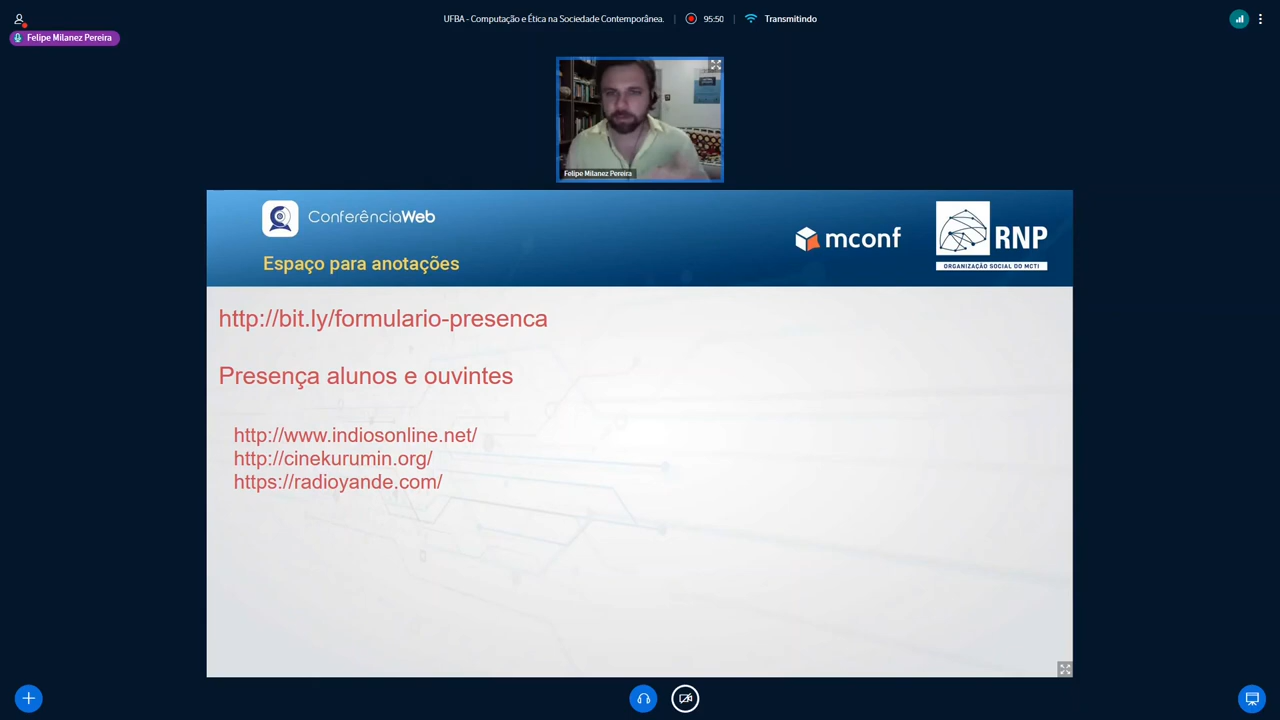 UFBA - Computação e Ética na Sociedade Contemporânea.
95:50
Transmitindo
Felipe Milanez Pereira
Felipe Milanez Pereira
ConferênciaWeb
mconf
RNP
ORGANIZAÇÃO SOCIAL DO MCTI
Espaço para anotações
http://bit.ly/formulario-presenca
Presença alunos e ouvintes
http://www.indiosonline.net/
http://cinekurumin.org/
https://radioyande.com/